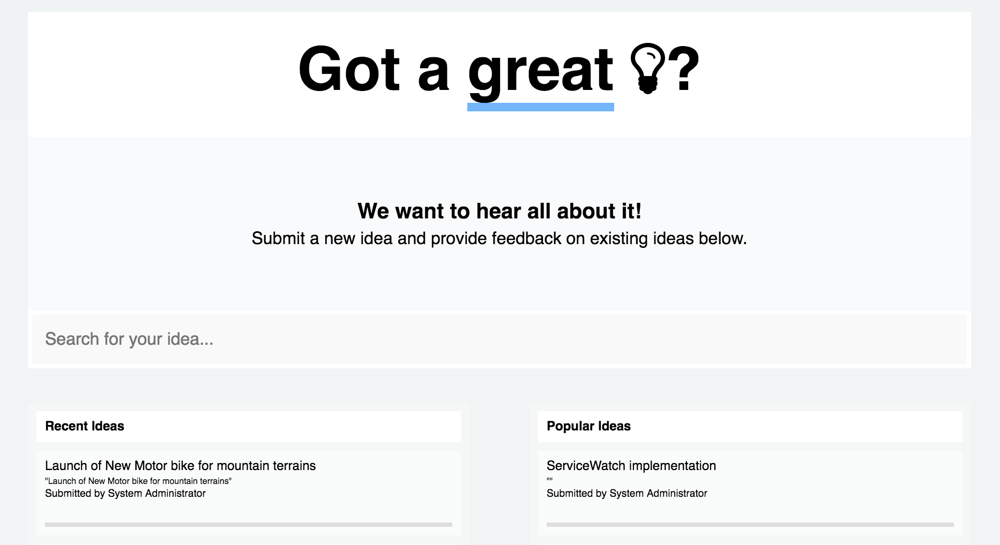 Got a great ?
We want to hear all about it!
Submit a new idea and provide feedback on existing ideas below.
Search for your idea...
Recent Ideas
Launch of New Motor bike for mountain terrains
"Launch of New Motor bike for mountain terrains"
Submitted by System Administrator
Popular Ideas
ServiceWatch implementation
""
Submitted by System Administrator